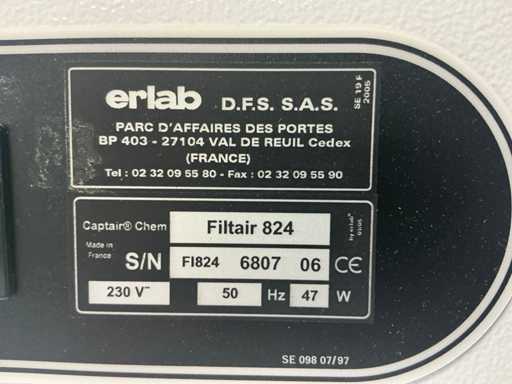 erlab D.F.S. S.A.S.
PARC D'AFFAIRES DES PORTES
BP 403 - 27104 VAL DE REUIL Cedex
(FRANCE)
Tel : 02 32 09 55 80 - Fax : 02 32 09 55 90
SE 19 F
2005
Captair® Chem Filtair 824
Made in
France
S/N FI824 6807 06 CE
230 V~ 50 Hz 47 W
SE 098 07/97